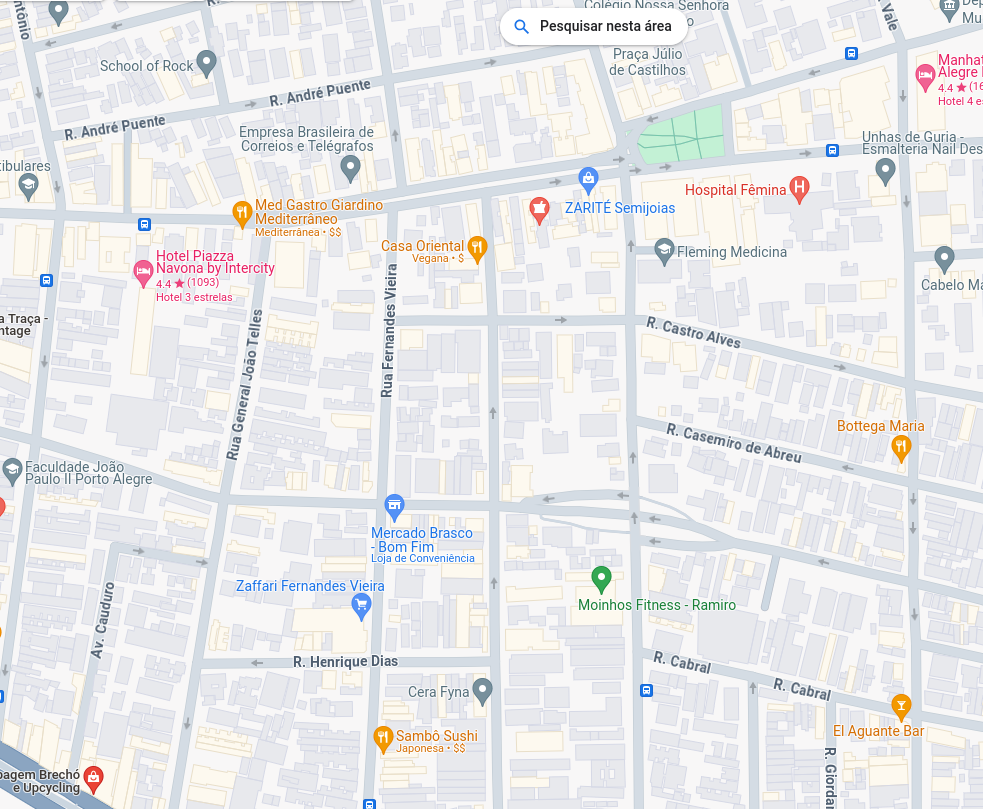 Colégio Nossa Senhora
Pesquisar nesta área
Vale
Mu
School of Rock
Praça Júlio
de Castilhos
Manhat
Alegre
4.4 ★ (16
Hotel 4 e
R. André Puente
R. André Puente
Empresa Brasileira de
Correios e Telégrafos
Unhas de Guria -
Esmalteria Nail Des
tibulares
Hospital Fêmina
Med Gastro Giardino
Mediterrâneo
Mediterrânea • $$
ZARITÉ Semijoias
Casa Oriental
Vegana • $
Fleming Medicina
Hotel Piazza
Navona by Intercity
4.4 ★ (1093)
Hotel 3 estrelas
Cabelo Ma
a Traça -
ntage
Rua Fernandes Vieira
Rua General João Telles
R. Castro Alves
Bottega Maria
R. Casemiro de Abreu
Faculdade João
Paulo II Porto Alegre
Mercado Brasco
- Bom Fim
Loja de Conveniência
Zaffari Fernandes Vieira
Moinhos Fitness - Ramiro
Av. Cauduro
R. Henrique Dias
R. Cabral
R. Cabral
Cera Fyna
El Aguante Bar
Sambô Sushi
Japonesa • $$
R. Giordan
pagem Brechó
e Upcycling